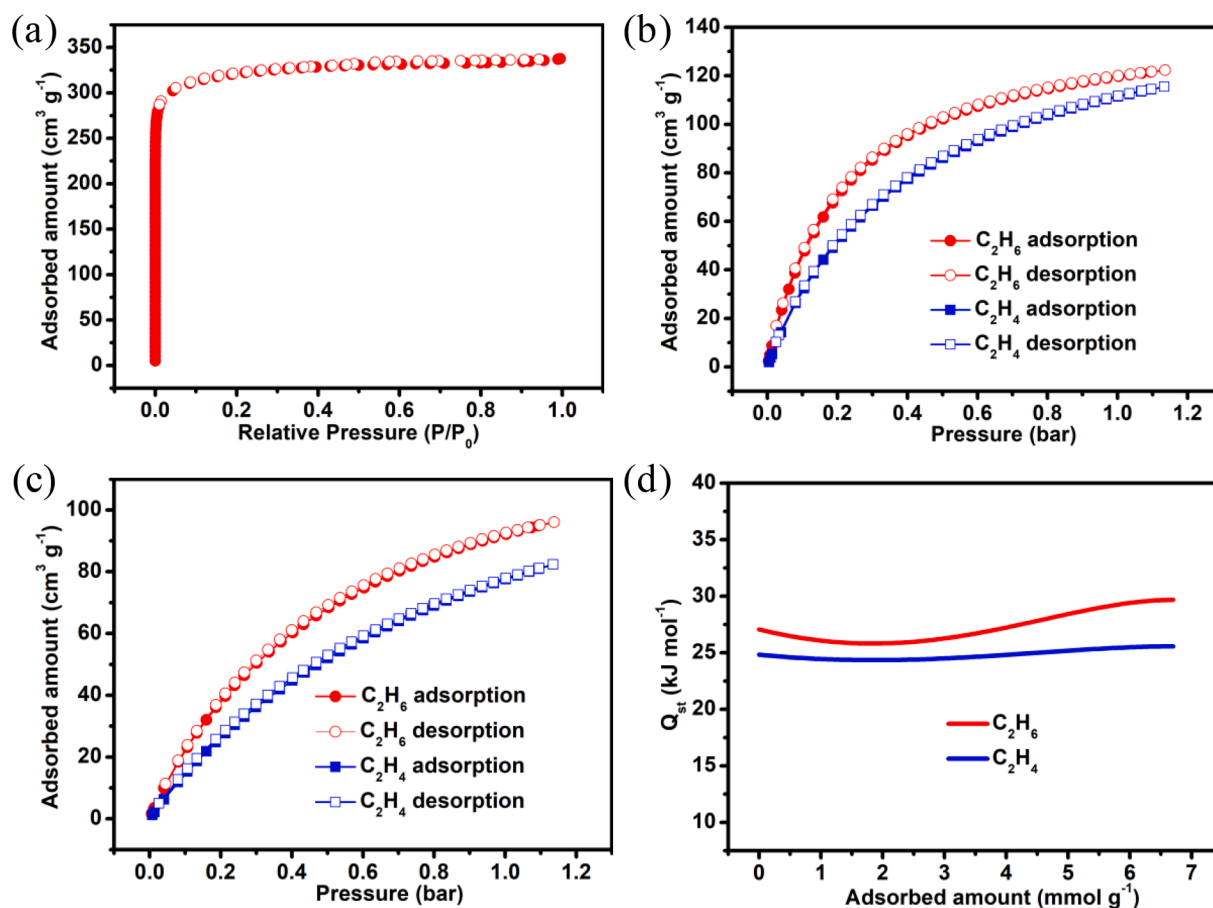 (a)
Adsorbed amount (cm³ g⁻¹)
350
300
250
200
150
100
50
0
0.0 0.2 0.4 0.6 0.8 1.0
Relative Pressure (P/P₀)
(b)
Adsorbed amount (cm³ g⁻¹)
140
120
100
80
60
40
20
0
C₂H₆ adsorption
C₂H₆ desorption
C₂H₄ adsorption
C₂H₄ desorption
0.0 0.2 0.4 0.6 0.8 1.0 1.2
Pressure (bar)
(c)
Adsorbed amount (cm³ g⁻¹)
100
80
60
40
20
0
C₂H₆ adsorption
C₂H₆ desorption
C₂H₄ adsorption
C₂H₄ desorption
0.0 0.2 0.4 0.6 0.8 1.0 1.2
Pressure (bar)
(d)
Qst (kJ mol⁻¹)
40
35
30
25
20
15
10
C₂H₆
C₂H₄
0 1 2 3 4 5 6 7
Adsorbed amount (mmol g⁻¹)